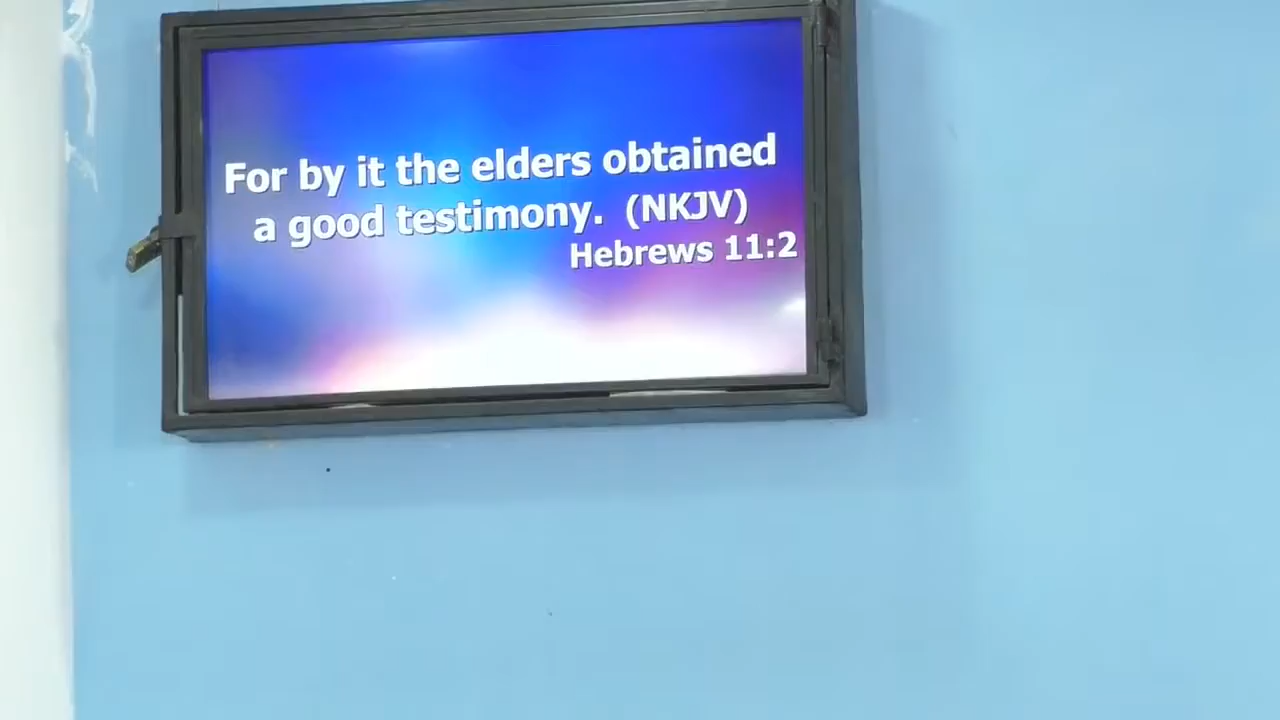 For by it the elders obtained
a good testimony. (NKJV)
Hebrews 11:2